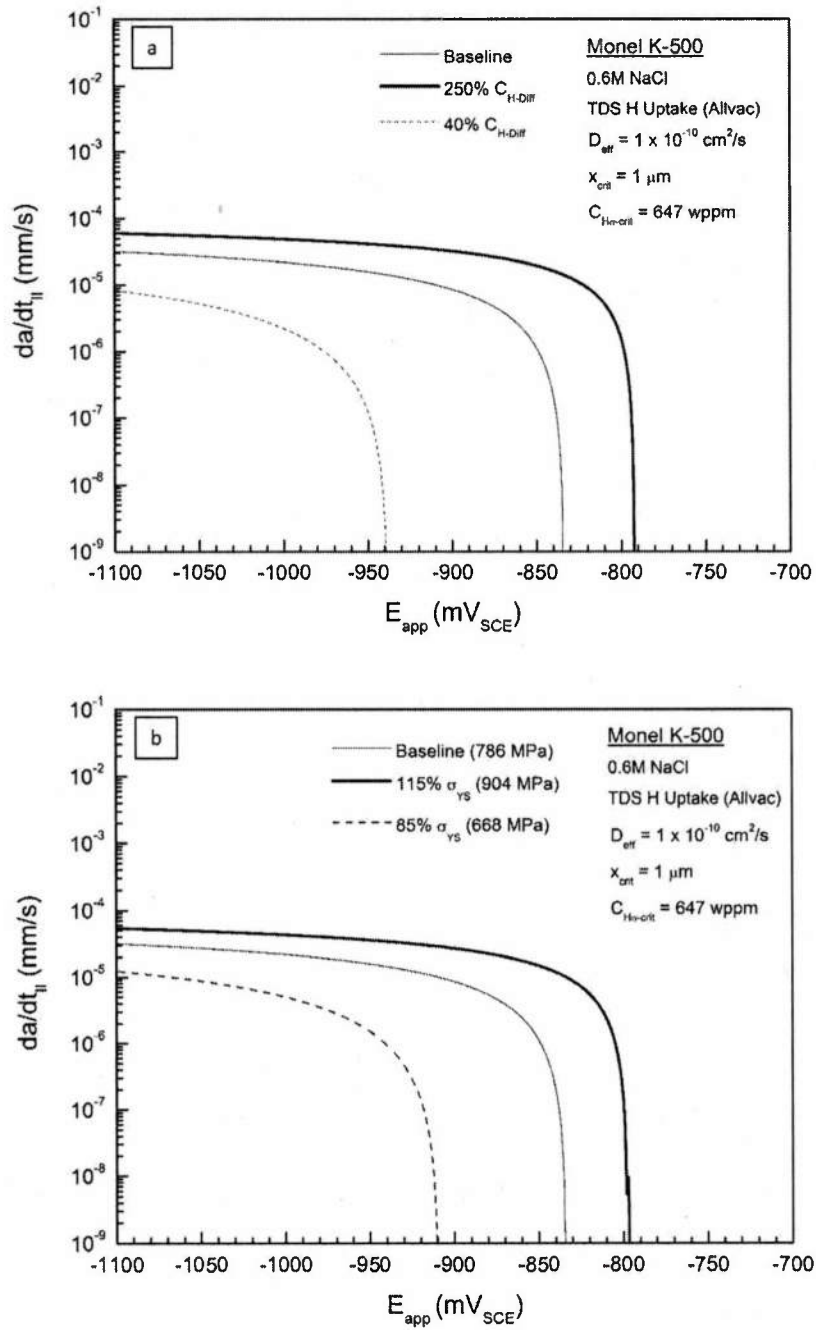 a
Baseline
250% C_H-Diff
40% C_H-Diff
Monel K-500
0.6M NaCl
TDS H Uptake (Allvac)
D_eff = 1 x 10^-10 cm^2/s
x_crit = 1 μm
C_Hσ-crit = 647 wppm
da/dt_II (mm/s)
10^-1
10^-2
10^-3
10^-4
10^-5
10^-6
10^-7
10^-8
10^-9
-1100 -1050 -1000 -950 -900 -850 -800 -750 -700
E_app (mV_SCE)
b
Baseline (786 MPa)
115% σ_YS (904 MPa)
85% σ_YS (668 MPa)
Monel K-500
0.6M NaCl
TDS H Uptake (Allvac)
D_eff = 1 x 10^-10 cm^2/s
x_crit = 1 μm
C_Hσ-crit = 647 wppm
da/dt_II (mm/s)
10^-1
10^-2
10^-3
10^-4
10^-5
10^-6
10^-7
10^-8
10^-9
-1100 -1050 -1000 -950 -900 -850 -800 -750 -700
E_app (mV_SCE)